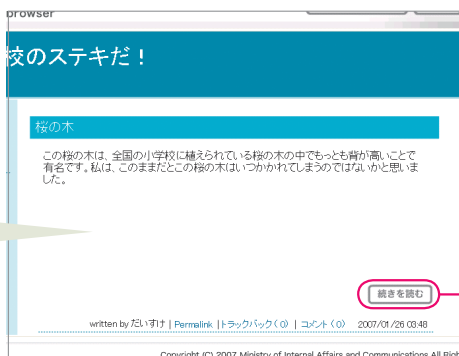 browser
校のステキだ！
桜の木
この桜の木は、全国の小学校に植えられている桜の木の中でもっとも背が高いことで
有名です。私は、このままだとこの桜の木はいつかかれてしまうのではないかと思いま
した。
続きを読む
written by だいすけ | Permalink | トラックバック(0) | コメント(0) 2007/01/26 03:48
Copyright (C) 2007 Ministry of Internal Affairs and Communications All Righ